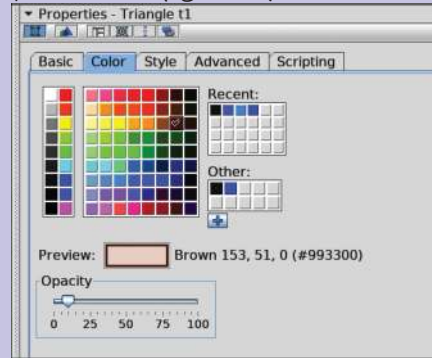 Properties - Triangle t1
Basic Color Style Advanced Scripting
Recent:
Other:
Preview: Brown 153, 51, 0 (#993300)
Opacity
0 25 50 75 100